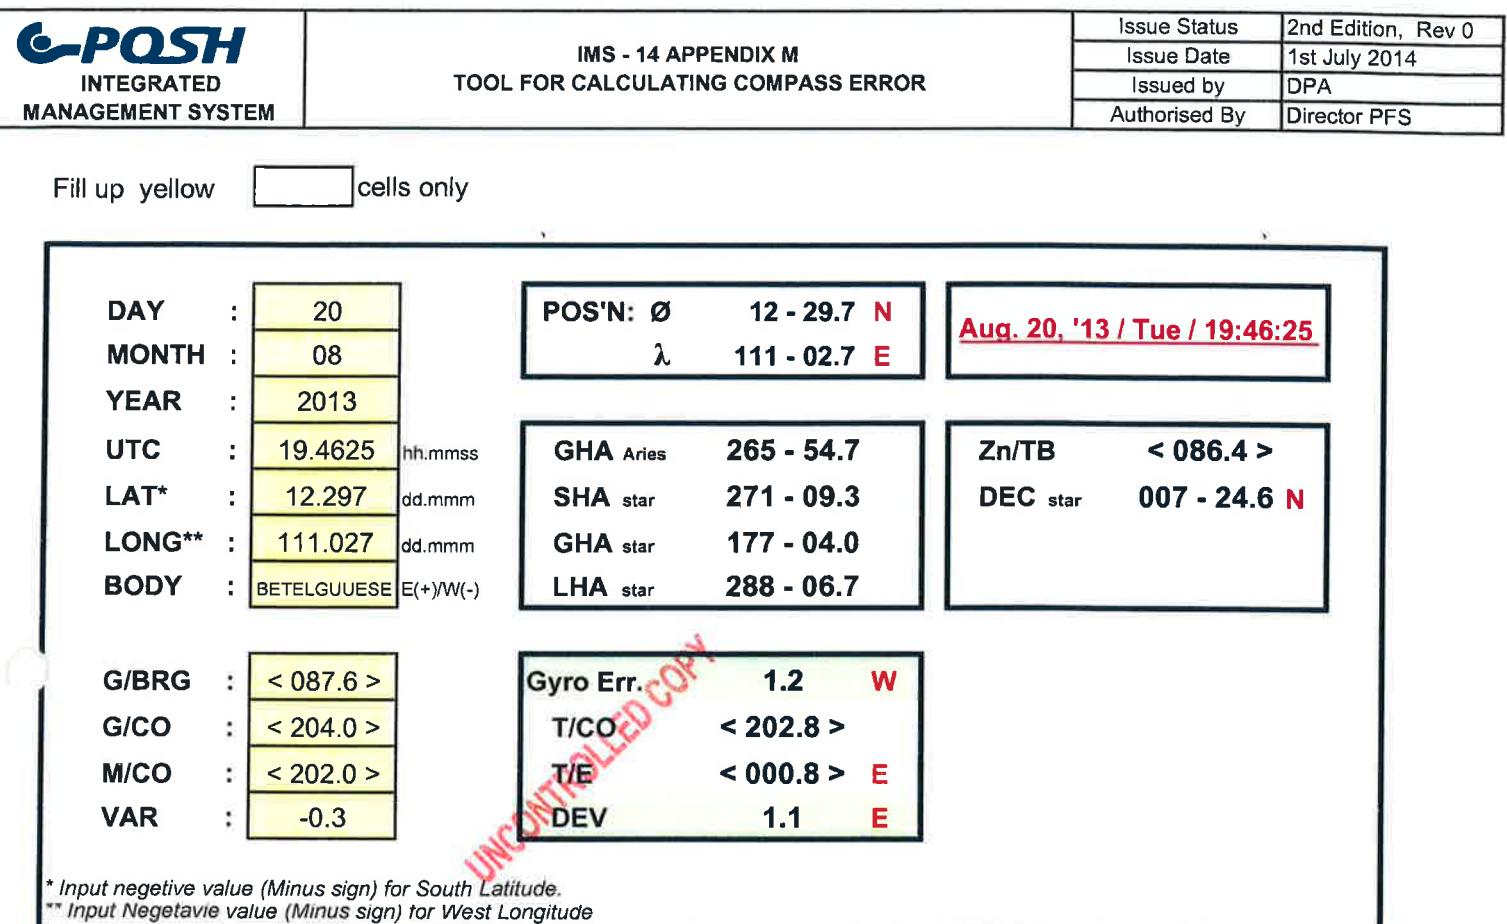 POSH
INTEGRATED
MANAGEMENT SYSTEM
IMS - 14 APPENDIX M
TOOL FOR CALCULATING COMPASS ERROR
Issue Status 2nd Edition, Rev 0
Issue Date 1st July 2014
Issued by DPA
Authorised By Director PFS
Fill up yellow cells only
DAY : 20
MONTH : 08
YEAR : 2013
UTC : 19.4625 hh.mmss
LAT* : 12.297 dd.mmm
LONG** : 111.027 dd.mmm
BODY : BETELGUUESE E(+)/W(-)
POS'N: Ø 12 - 29.7 N
λ 111 - 02.7 E
Aug. 20, '13 / Tue / 19:46:25
GHA Aries 265 - 54.7
SHA star 271 - 09.3
GHA star 177 - 04.0
LHA star 288 - 06.7
Zn/TB < 086.4 >
DEC star 007 - 24.6 N
G/BRG : < 087.6 >
G/CO : < 204.0 >
M/CO : < 202.0 >
VAR : -0.3
Gyro Err. 1.2 W
T/CO < 202.8 >
T/E < 000.8 > E
DEV 1.1 E
UNCONTROLLED COPY
* Input negetive value (Minus sign) for South Latitude.
** Input Negetavie value (Minus sign) for West Longitude